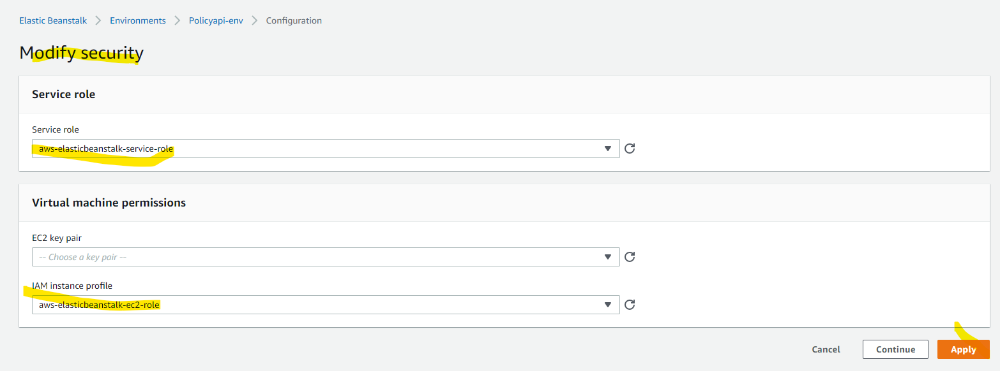 Elastic Beanstalk > Environments > Policyapi-env > Configuration
Modify security
Service role
Service role
aws-elasticbeanstalk-service-role
Virtual machine permissions
EC2 key pair
-- Choose a key pair --
IAM instance profile
aws-elasticbeanstalk-ec2-role
Cancel Continue Apply